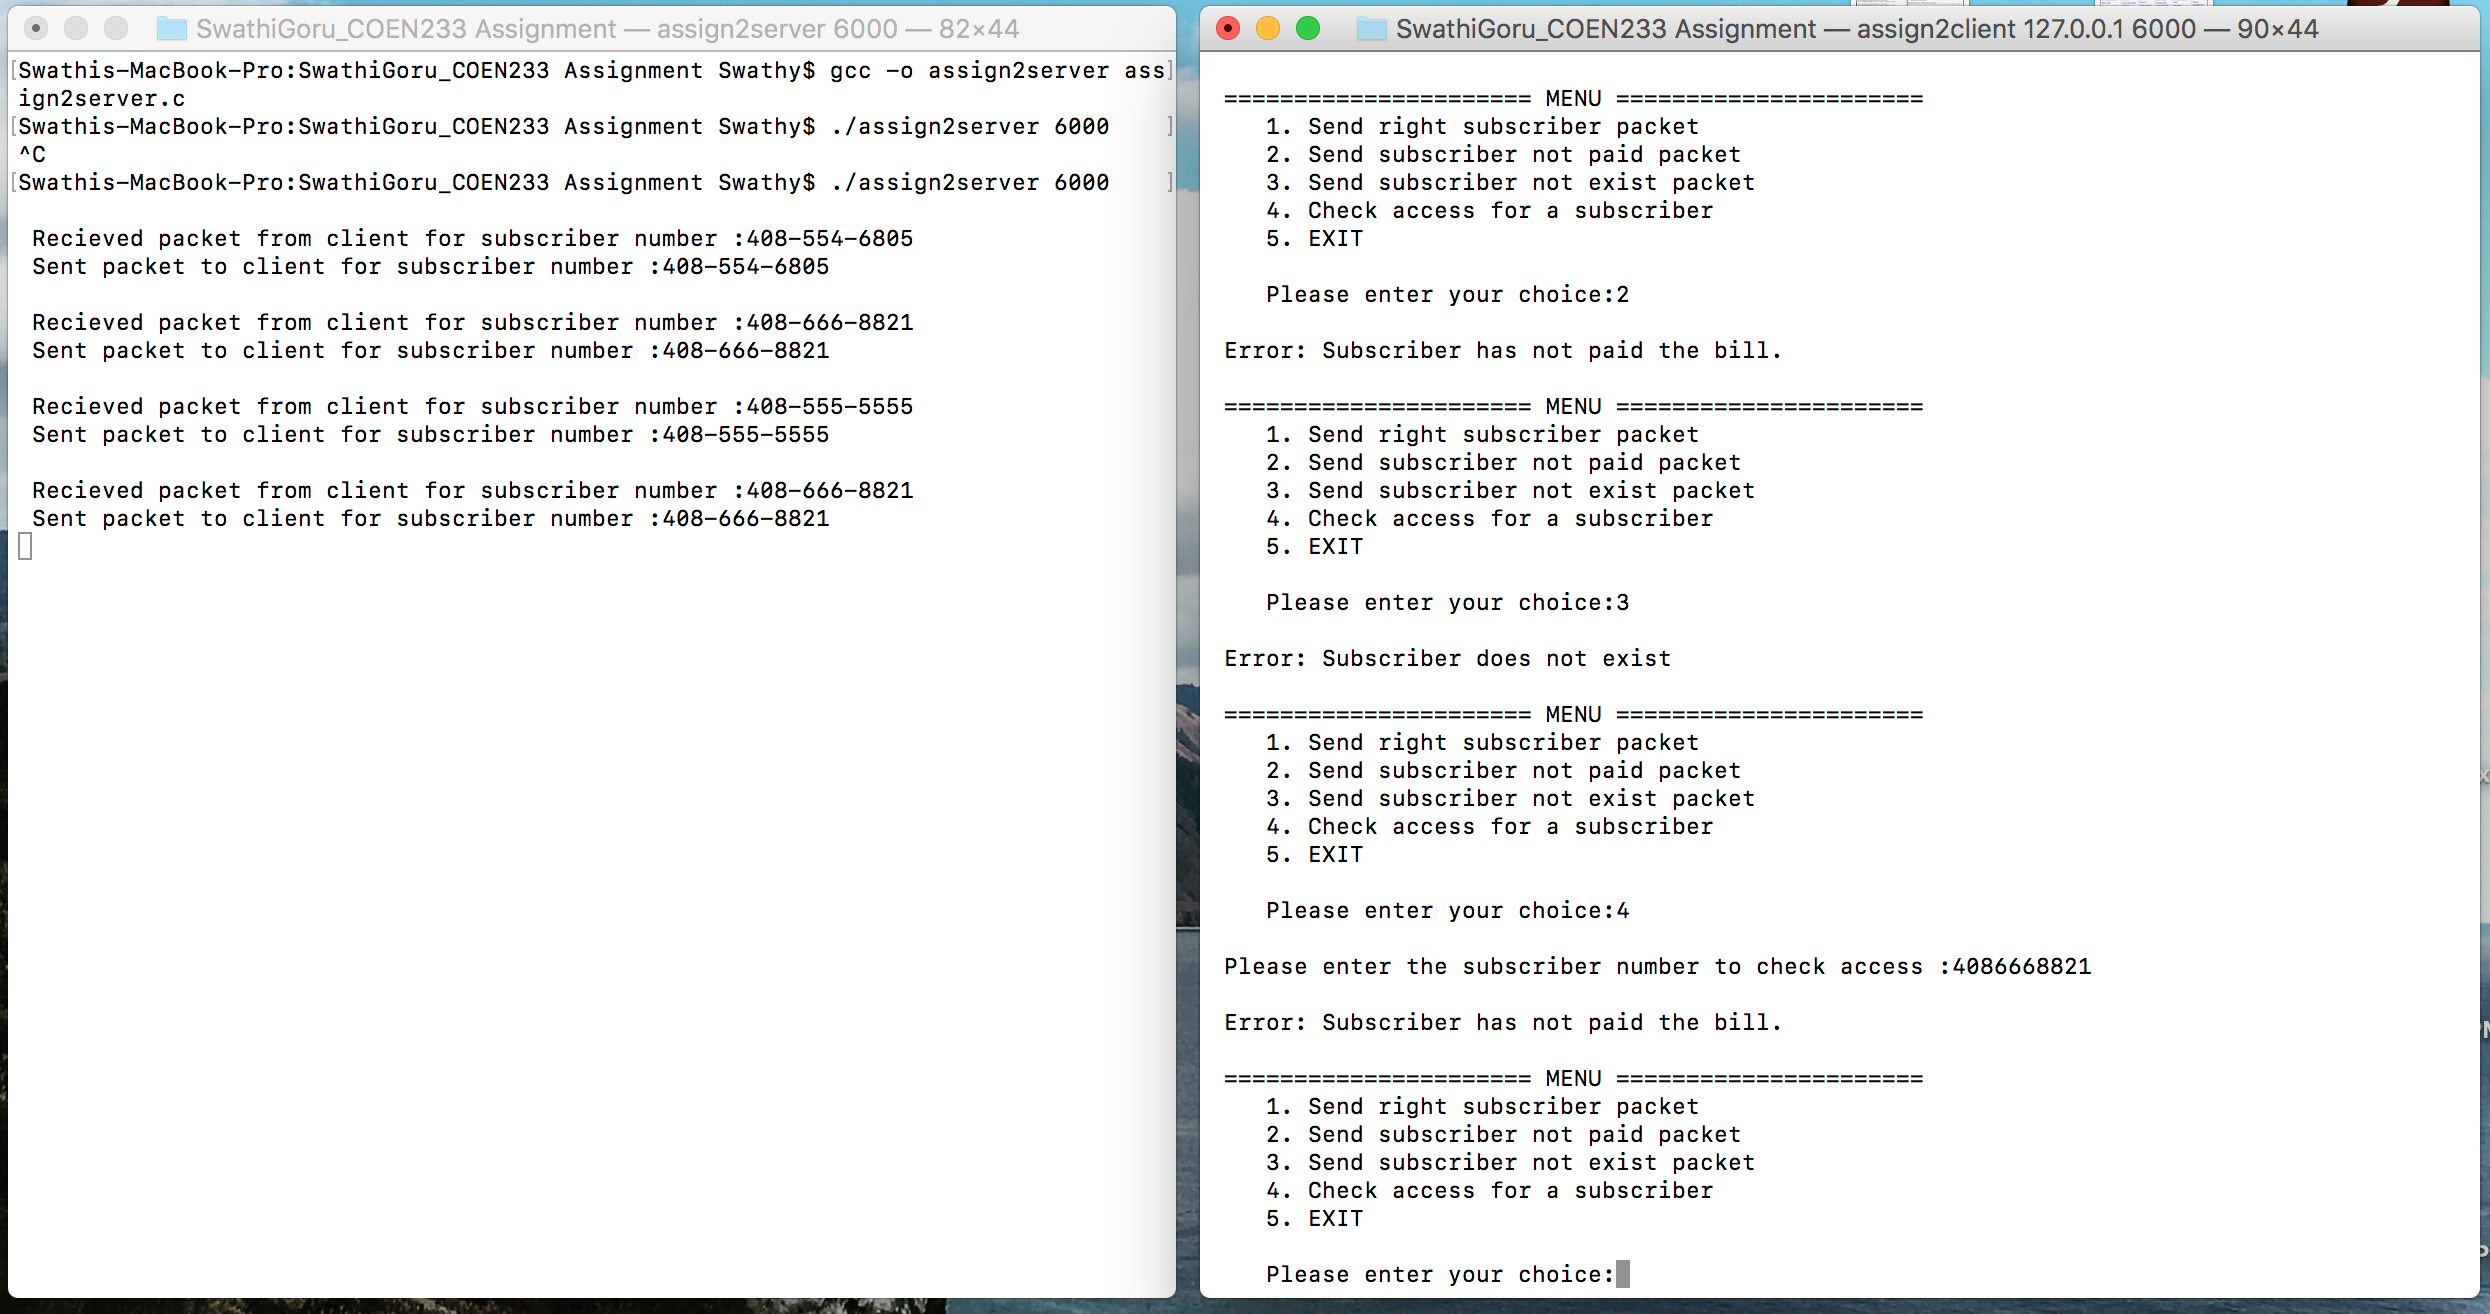 SwathiGoru_COEN233 Assignment — assign2server 6000 — 82×44
[Swathis-MacBook-Pro:SwathiGoru_COEN233 Assignment Swathy$ gcc -o assign2server ass]
ign2server.c
[Swathis-MacBook-Pro:SwathiGoru_COEN233 Assignment Swathy$ ./assign2server 6000 ]
^C
[Swathis-MacBook-Pro:SwathiGoru_COEN233 Assignment Swathy$ ./assign2server 6000 ]
Recieved packet from client for subscriber number :408-554-6805
Sent packet to client for subscriber number :408-554-6805
Recieved packet from client for subscriber number :408-666-8821
Sent packet to client for subscriber number :408-666-8821
Recieved packet from client for subscriber number :408-555-5555
Sent packet to client for subscriber number :408-555-5555
Recieved packet from client for subscriber number :408-666-8821
Sent packet to client for subscriber number :408-666-8821
SwathiGoru_COEN233 Assignment — assign2client 127.0.0.1 6000 — 90×44
====================== MENU ======================
1. Send right subscriber packet
2. Send subscriber not paid packet
3. Send subscriber not exist packet
4. Check access for a subscriber
5. EXIT
Please enter your choice:2
Error: Subscriber has not paid the bill.
====================== MENU ======================
1. Send right subscriber packet
2. Send subscriber not paid packet
3. Send subscriber not exist packet
4. Check access for a subscriber
5. EXIT
Please enter your choice:3
Error: Subscriber does not exist
====================== MENU ======================
1. Send right subscriber packet
2. Send subscriber not paid packet
3. Send subscriber not exist packet
4. Check access for a subscriber
5. EXIT
Please enter your choice:4
Please enter the subscriber number to check access :4086668821
Error: Subscriber has not paid the bill.
====================== MENU ======================
1. Send right subscriber packet
2. Send subscriber not paid packet
3. Send subscriber not exist packet
4. Check access for a subscriber
5. EXIT
Please enter your choice: